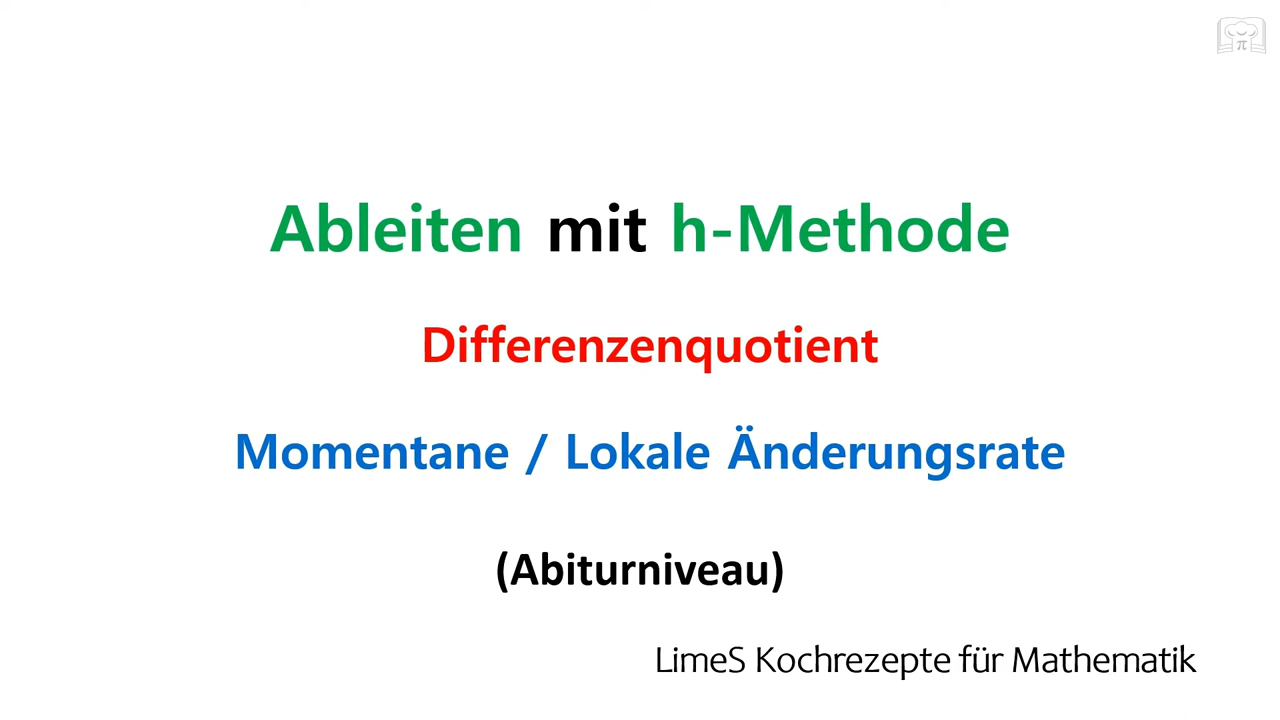 Ableiten mit h-Methode
Differenzenquotient
Momentane / Lokale Änderungsrate
(Abiturniveau)
LimeS Kochrezepte für Mathematik
π